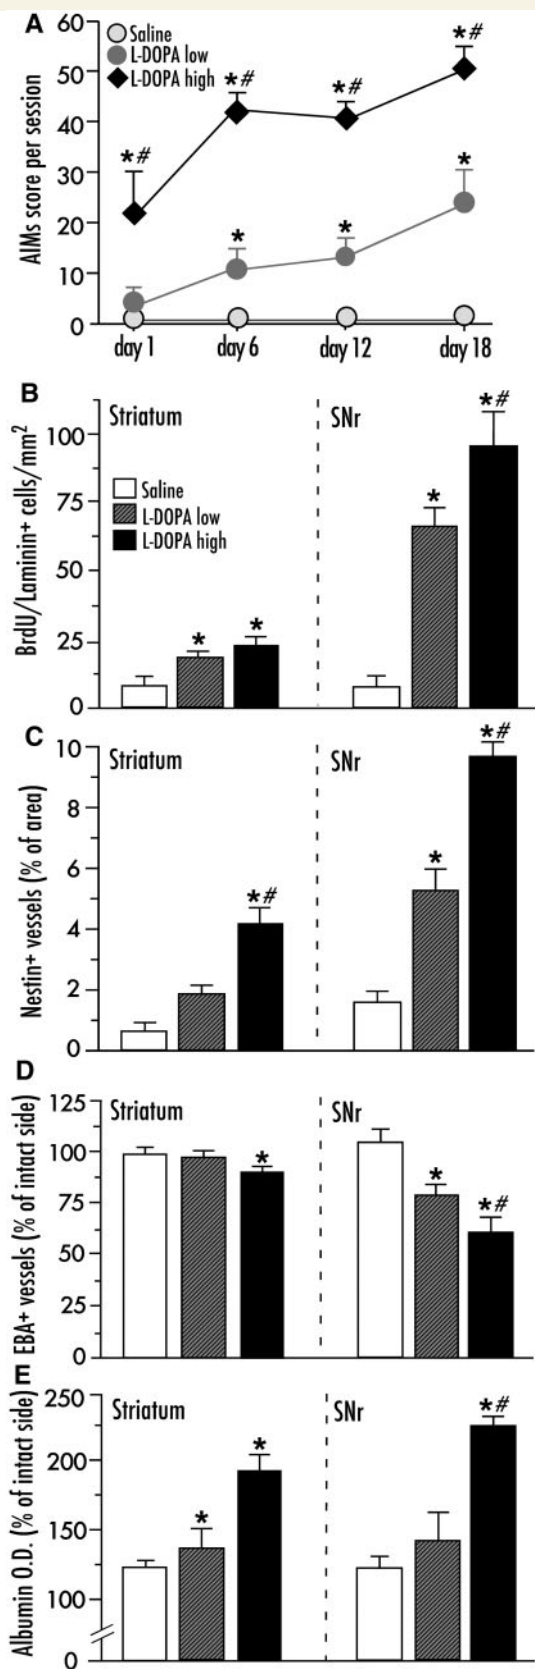 A
AIMs score per session
60
50
40
30
20
10
0
Saline
L-DOPA low
L-DOPA high
*#
*#
*#
*#
*
*
*
day 1
day 6
day 12
day 18
B
BrdU/Laminin+ cells/mm²
100
75
50
25
0
Striatum
SNr
Saline
L-DOPA low
L-DOPA high
*
*
*
*#
C
Nestin+ vessels (% of area)
10
8
6
4
2
0
Striatum
SNr
*#
*
*#
D
EBA+ vessels (% of intact side)
125
100
75
50
25
0
Striatum
SNr
*
*
*#
E
Albumin O.D. (% of intact side)
250
200
150
100
0
Striatum
SNr
*
*
*#